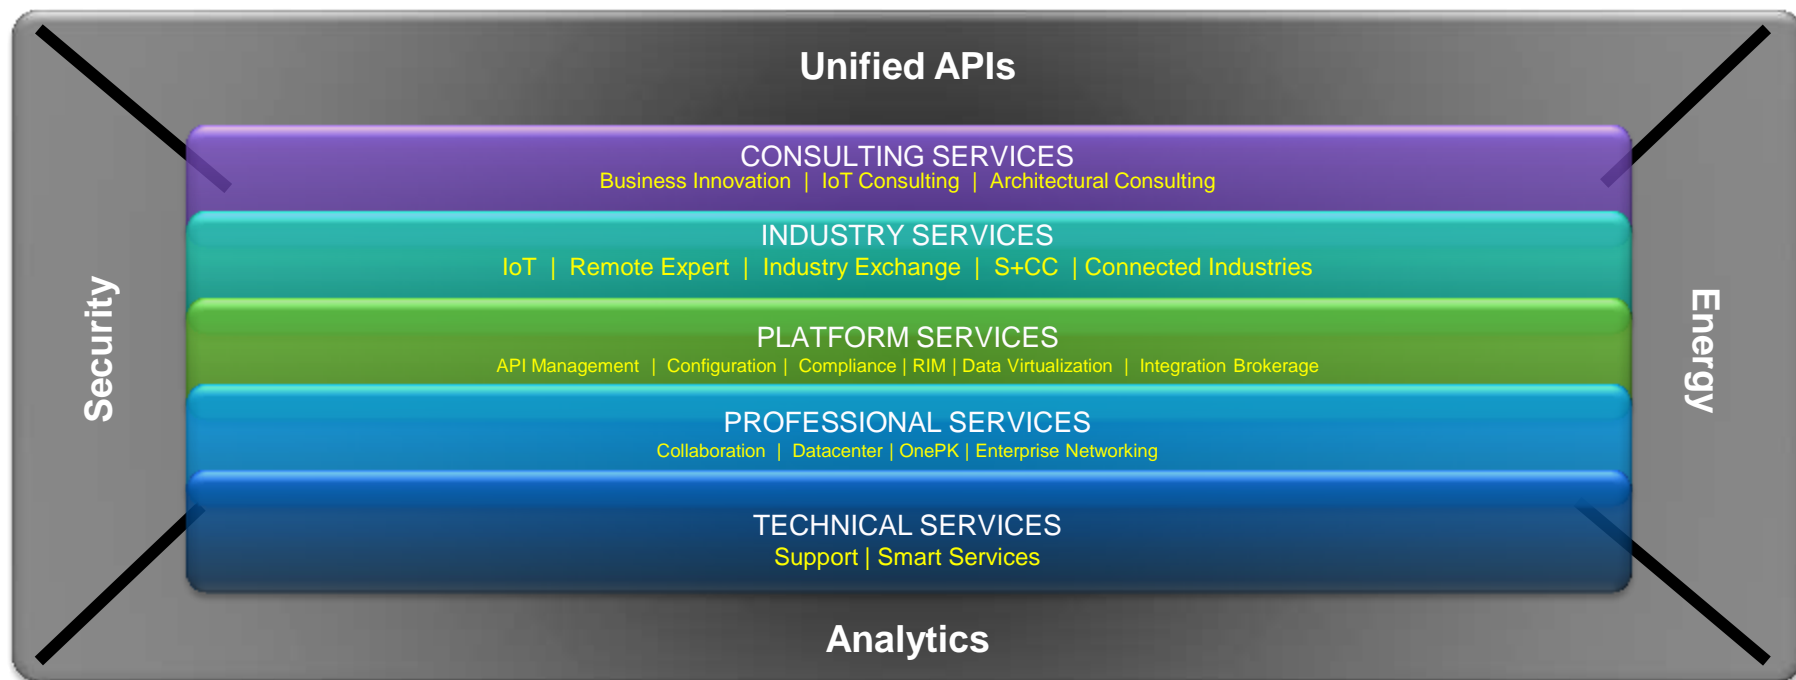 Unified APIs
CONSULTING SERVICES
Business Innovation | IoT Consulting | Architectural Consulting
INDUSTRY SERVICES
IoT | Remote Expert | Industry Exchange | S+CC | Connected Industries
PLATFORM SERVICES
API Management | Configuration | Compliance | RIM | Data Virtualization | Integration Brokerage
PROFESSIONAL SERVICES
Collaboration | Datacenter | OnePK | Enterprise Networking
TECHNICAL SERVICES
Support | Smart Services
Security
Energy
Analytics